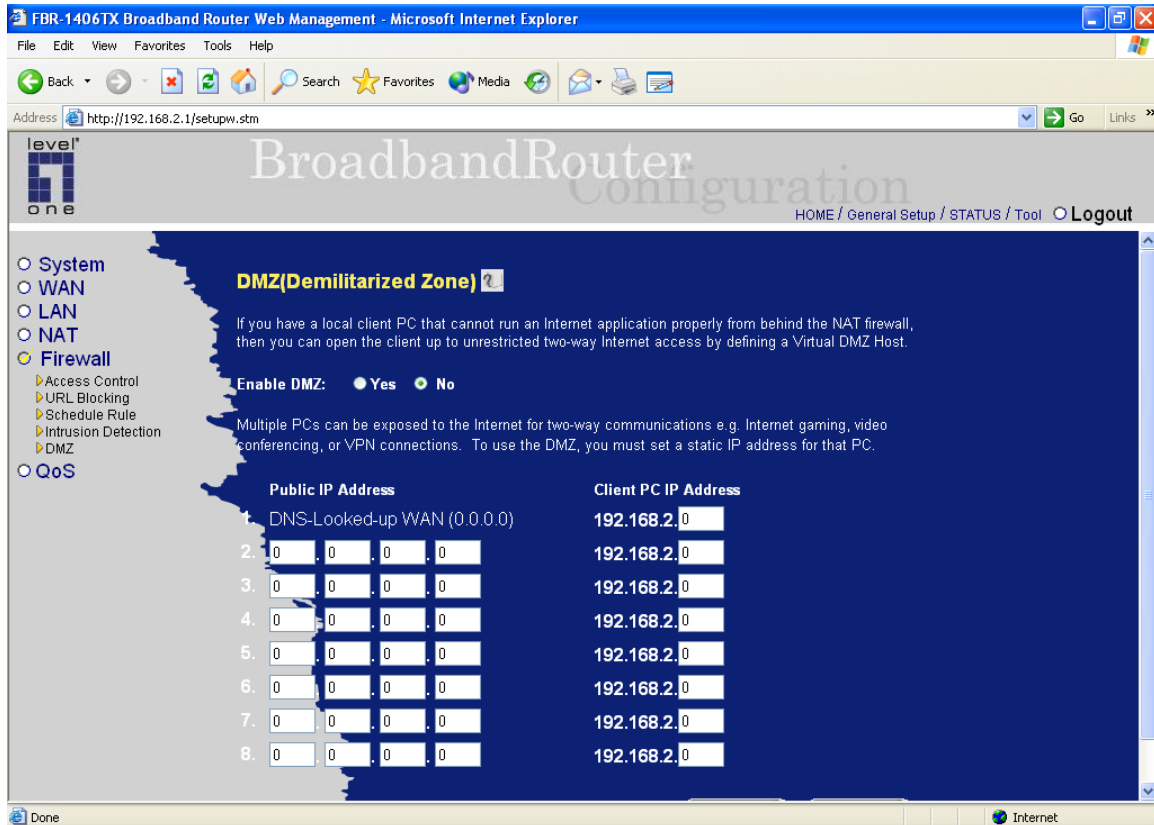 FBR-1406TX Broadband Router Web Management - Microsoft Internet Explorer
File Edit View Favorites Tools Help
Back Search Favorites Media
Address http://192.168.2.1/setupw.stm Go Links »
level
one
BroadbandRouter
Configuration
HOME / General Setup / STATUS / Tool Logout
System
WAN
LAN
NAT
Firewall
Access Control
URL Blocking
Schedule Rule
Intrusion Detection
DMZ
QoS
DMZ(Demilitarized Zone)
If you have a local client PC that cannot run an Internet application properly from behind the NAT firewall,
then you can open the client up to unrestricted two-way Internet access by defining a Virtual DMZ Host.
Enable DMZ: Yes No
Multiple PCs can be exposed to the Internet for two-way communications e.g. Internet gaming, video
conferencing, or VPN connections. To use the DMZ, you must set a static IP address for that PC.
Public IP Address Client PC IP Address
1. DNS-Looked-up WAN (0.0.0.0) 192.168.2.0
2. 0 . 0 . 0 . 0 192.168.2.0
3. 0 . 0 . 0 . 0 192.168.2.0
4. 0 . 0 . 0 . 0 192.168.2.0
5. 0 . 0 . 0 . 0 192.168.2.0
6. 0 . 0 . 0 . 0 192.168.2.0
7. 0 . 0 . 0 . 0 192.168.2.0
8. 0 . 0 . 0 . 0 192.168.2.0
Done Internet